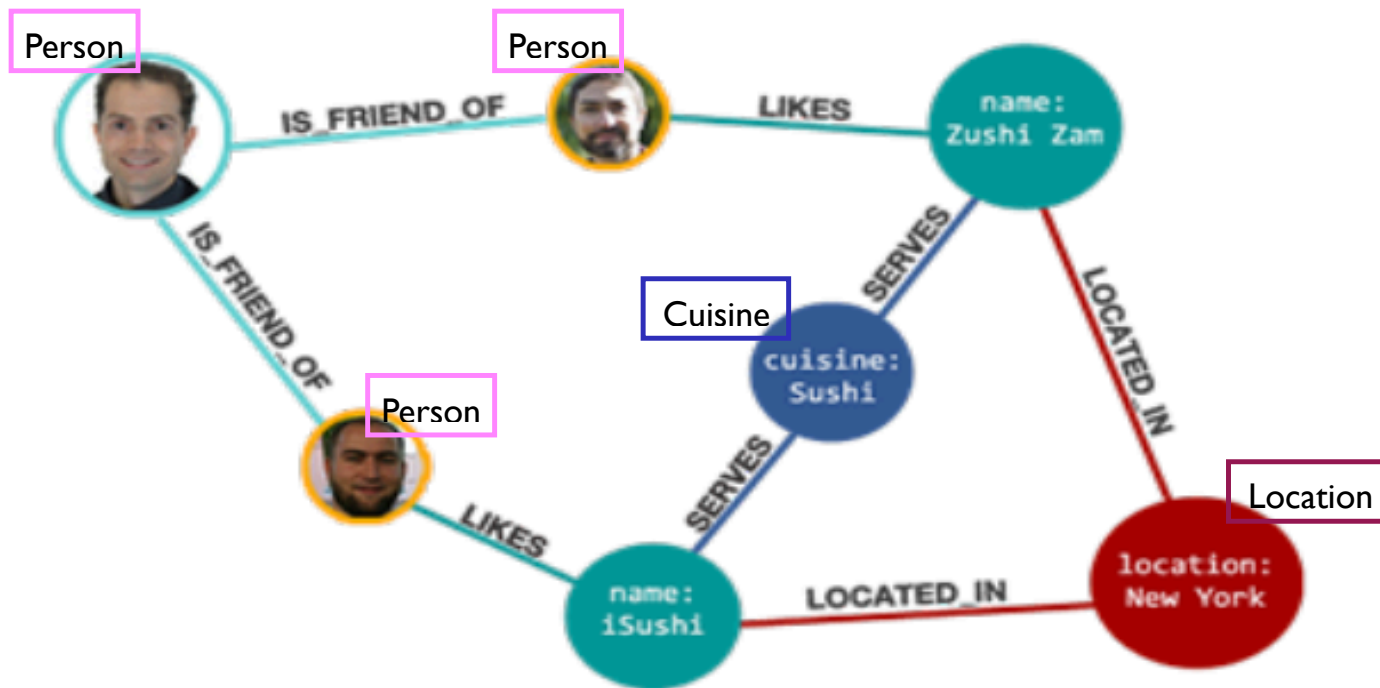 Person
Person
IS_FRIEND_OF
LIKES
name:
Zushi Zam
IS_FRIEND_OF
SERVES
LOCATED_IN
Cuisine
cuisine:
Sushi
Person
SERVES
Location
LIKES
location:
New York
name:
iSushi
LOCATED_IN